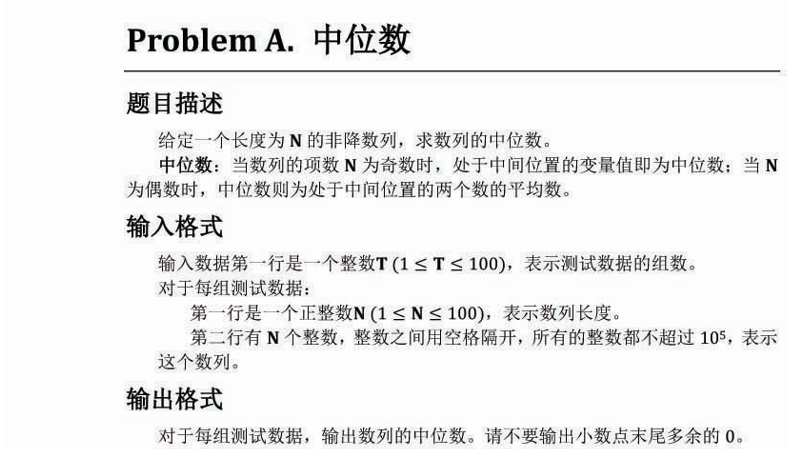 Problem A. 中位数
题目描述
给定一个长度为 N 的非降数列，求数列的中位数。
中位数：当数列的项数 N 为奇数时，处于中间位置的变量值即为中位数；当 N
为偶数时，中位数则为处于中间位置的两个数的平均数。
输入格式
输入数据第一行是一个整数T (1 ≤ T ≤ 100)，表示测试数据的组数。
对于每组测试数据：
第一行是一个正整数N (1 ≤ N ≤ 100)，表示数列长度。
第二行有 N 个整数，整数之间用空格隔开，所有的整数都不超过 10⁵，表示
这个数列。
输出格式
对于每组测试数据，输出数列的中位数。请不要输出小数点末尾多余的 0。